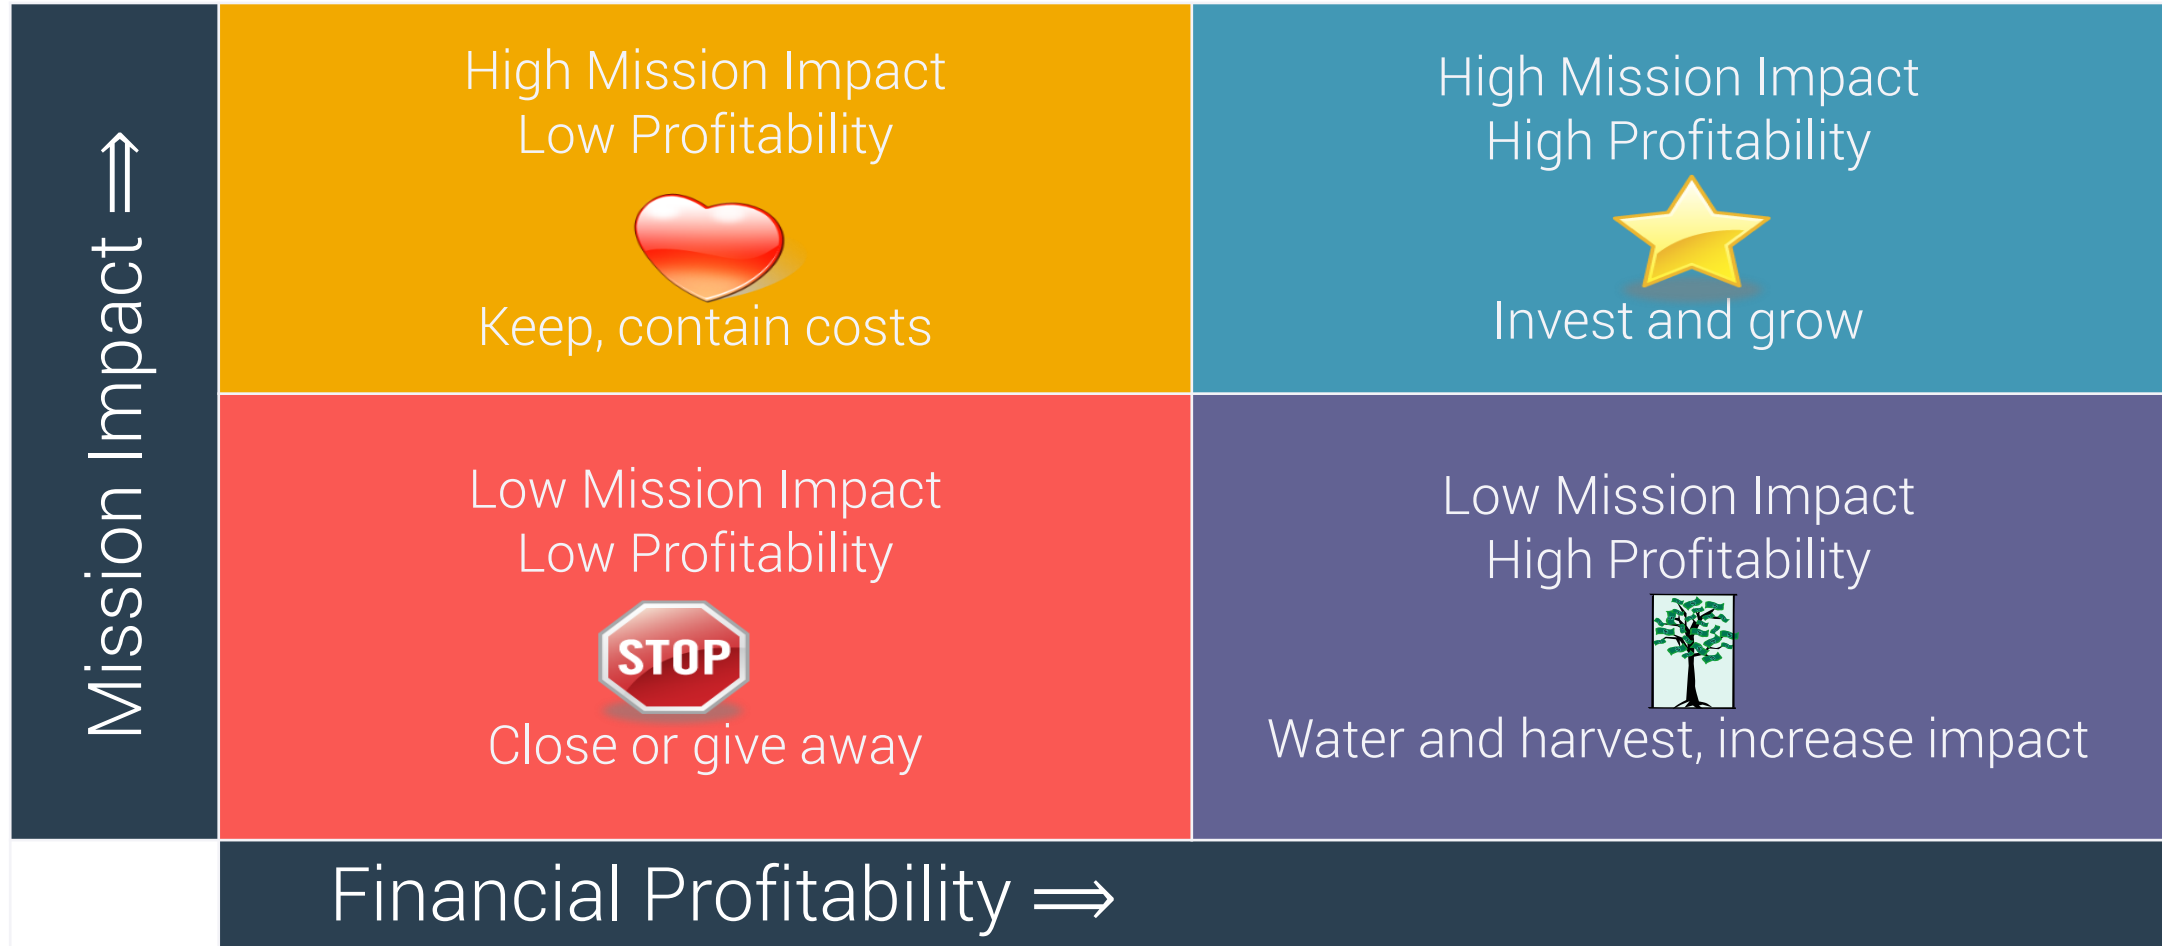 Mission Impact ⇒
High Mission Impact
Low Profitability
Keep, contain costs
High Mission Impact
High Profitability
Invest and grow
Low Mission Impact
Low Profitability
STOP
Close or give away
Low Mission Impact
High Profitability
Water and harvest, increase impact
Financial Profitability ⇒